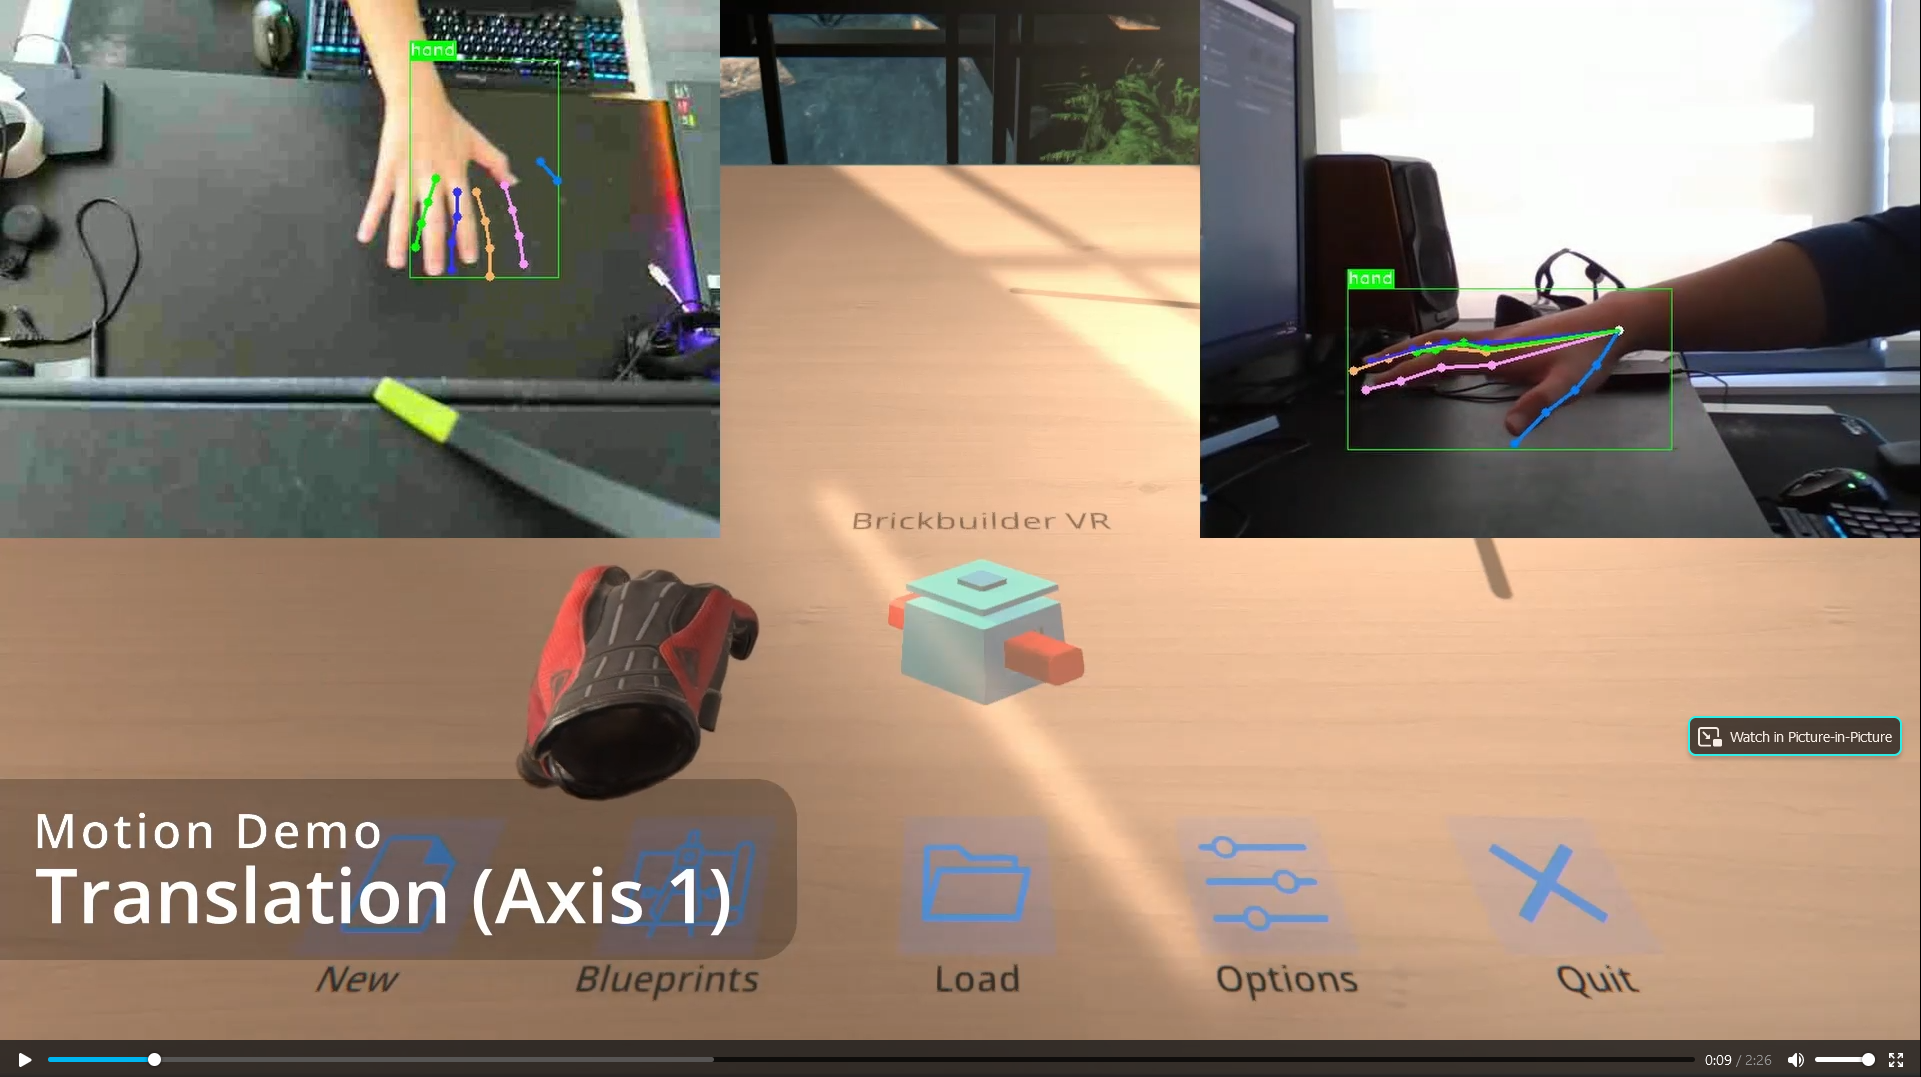 hand
hand
Brickbuilder VR
Watch in Picture-in-Picture
Motion Demo
Translation (Axis 1)
New
Blueprints
Load
Options
Quit
0:09 / 2:26